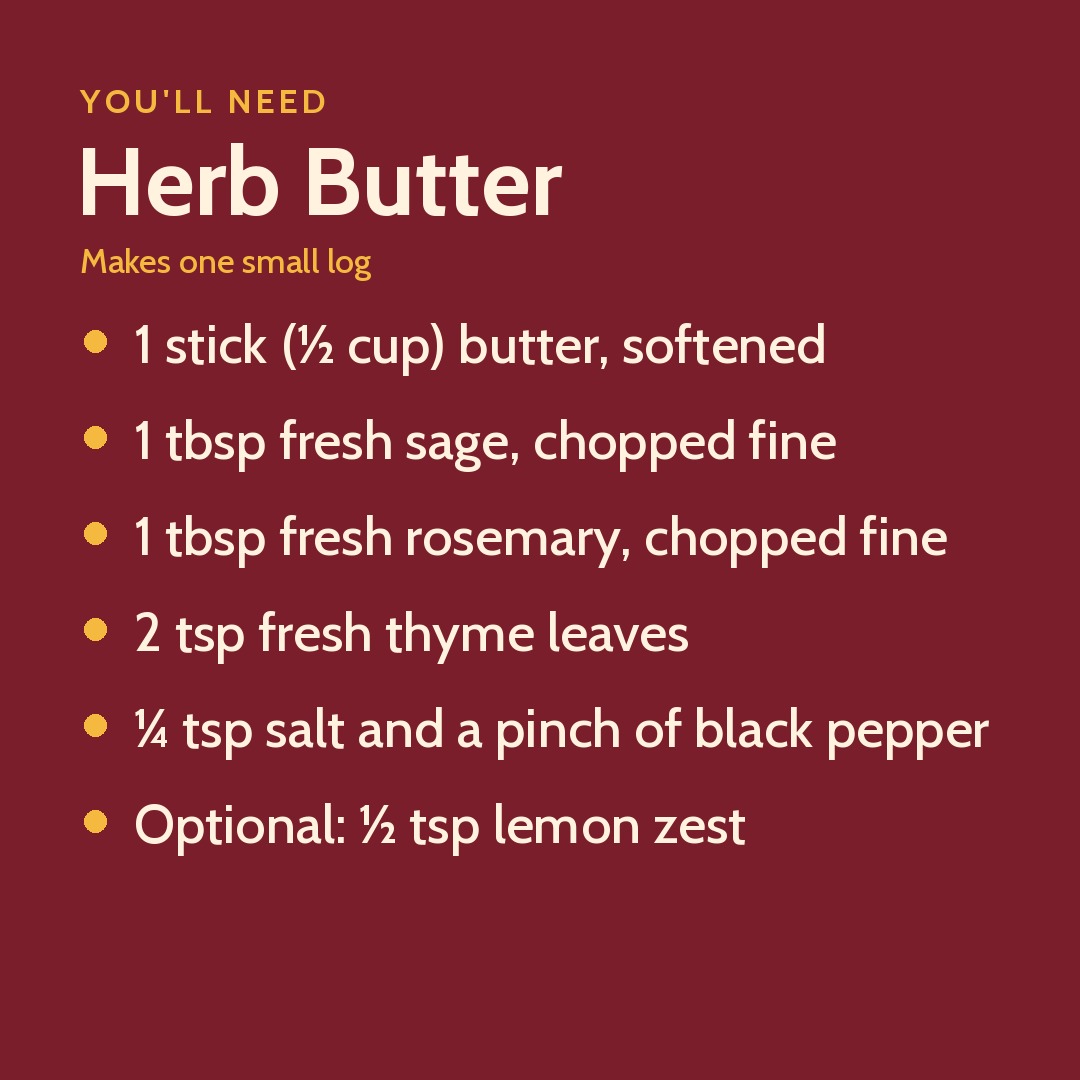 YOU'LL NEED
Herb Butter
Makes one small log
1 stick (½ cup) butter, softened
1 tbsp fresh sage, chopped fine
1 tbsp fresh rosemary, chopped fine
2 tsp fresh thyme leaves
¼ tsp salt and a pinch of black pepper
Optional: ½ tsp lemon zest